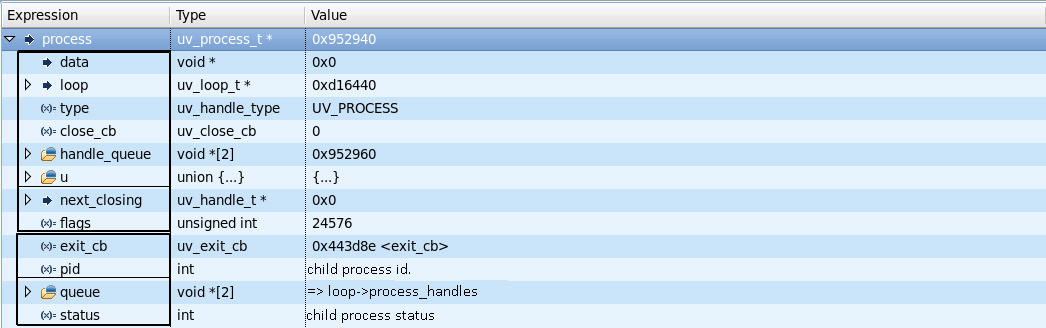 Expression Type Value
process uv_process_t * 0x952940
data void * 0x0
loop uv_loop_t * 0xd16440
(x)= type uv_handle_type UV_PROCESS
(x)= close_cb uv_close_cb 0
handle_queue void *[2] 0x952960
u union {...} {...}
next_closing uv_handle_t * 0x0
(x)= flags unsigned int 24576
(x)= exit_cb uv_exit_cb 0x443d8e <exit_cb>
(x)= pid int child process id.
queue void *[2] => loop->process_handles
(x)= status int child process status